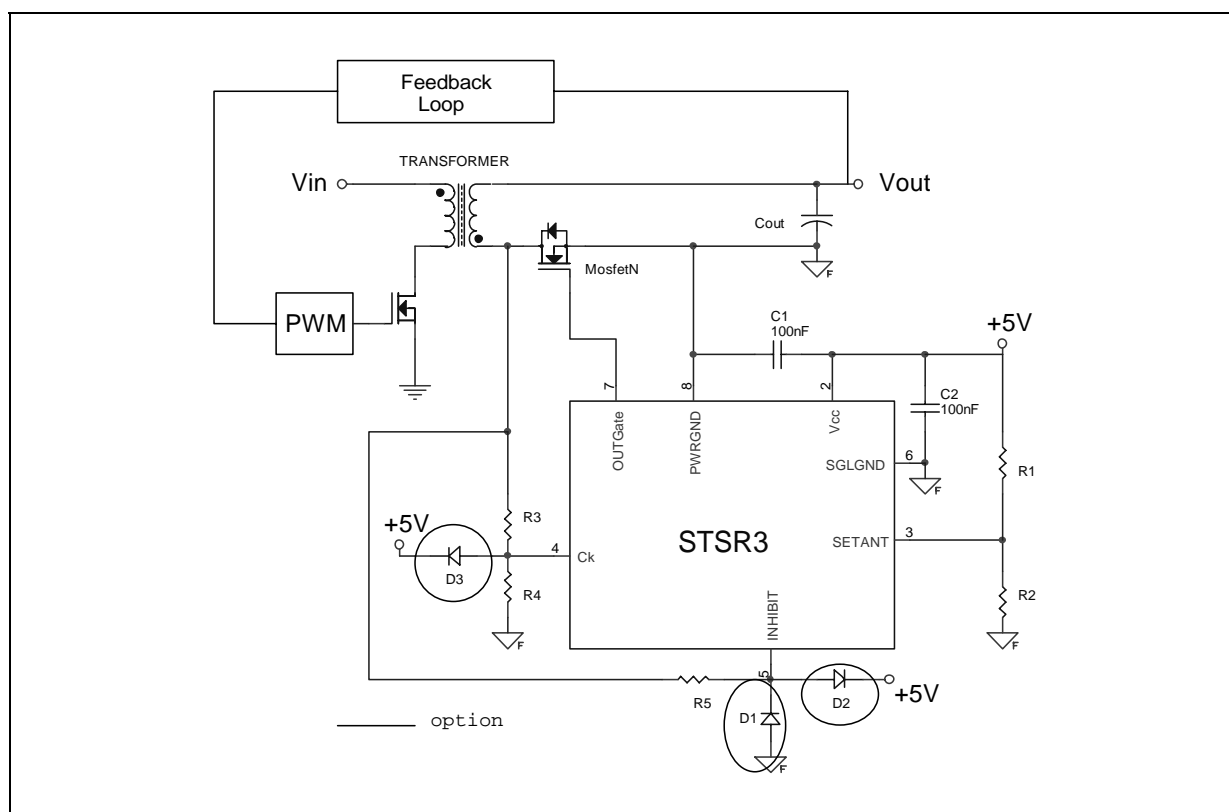 Feedback
Loop
TRANSFORMER
Vin
Vout
Cout
MosfetN
PWM
C1
100nF
+5V
7
8
2
C2
100nF
OUTGate
PWRGND
Vcc
SGLGND
6
F
F
R1
R3
+5V
4
Ck
STSR3
SETANT
3
D3
R4
R2
INHIBIT
F
F
5
R5
D1
D2
+5V
F
option